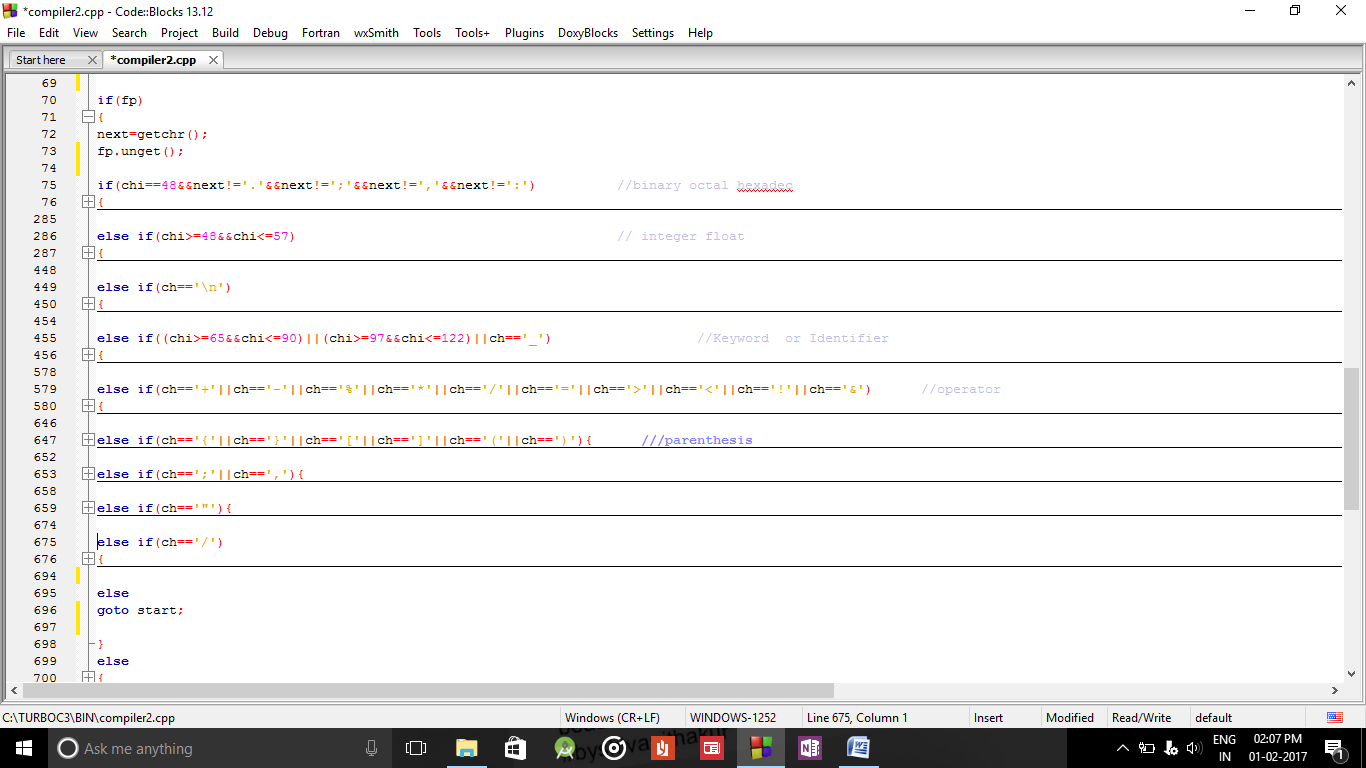 *compiler2.cpp - Code::Blocks 13.12
File Edit View Search Project Build Debug Fortran wxSmith Tools Tools+ Plugins DoxyBlocks Settings Help
Start here *compiler2.cpp
69
70 if(fp)
71 {
72 next=getchr();
73 fp.unget();
74
75 if(chi==48&&next!='.'&&next!=';'&&next!=','&&next!=':') //binary octal hexadec
76 {
285
286 else if(chi>=48&&chi<=57) // integer float
287 {
448
449 else if(ch=='\n')
450 {
454
455 else if((chi>=65&&chi<=90)||(chi>=97&&chi<=122)||ch=='_') //Keyword or Identifier
456 {
578
579 else if(ch=='+'||ch=='-'||ch=='%'||ch=='*'||ch=='/'||ch=='='||ch=='>'||ch=='<'||ch=='!'||ch=='&') //operator
580 {
646
647 else if(ch=='{'||ch=='}'||ch=='['||ch==']'||ch=='('||ch==')'){ ///parenthesis
652
653 else if(ch==';'||ch==','){
658
659 else if(ch=='"'){
674
675 else if(ch=='/')
676 {
694
695 else
696 goto start;
697
698 }
699 else
700 {
C:\TURBOC3\BIN\compiler2.cpp Windows (CR+LF) WINDOWS-1252 Line 675, Column 1 Insert Modified Read/Write default
Ask me anything
ENG 02:07 PM
IN 01-02-2017 1